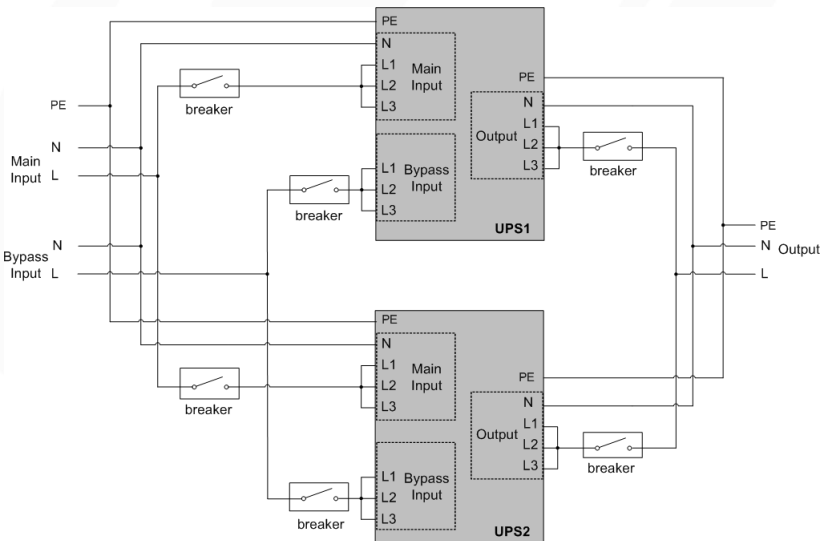 PE
N
L1
L2
L3
Main
Input
breaker
PE
N
L1
L2
L3
Output
breaker
PE
N
Main
Input L
L1
L2
L3
Bypass
Input
breaker
UPS1
N
Bypass
Input L
PE
N Output
L
PE
N
L1
L2
L3
Main
Input
breaker
PE
N
L1
L2
L3
Output
breaker
L1
L2
L3
Bypass
Input
breaker
UPS2